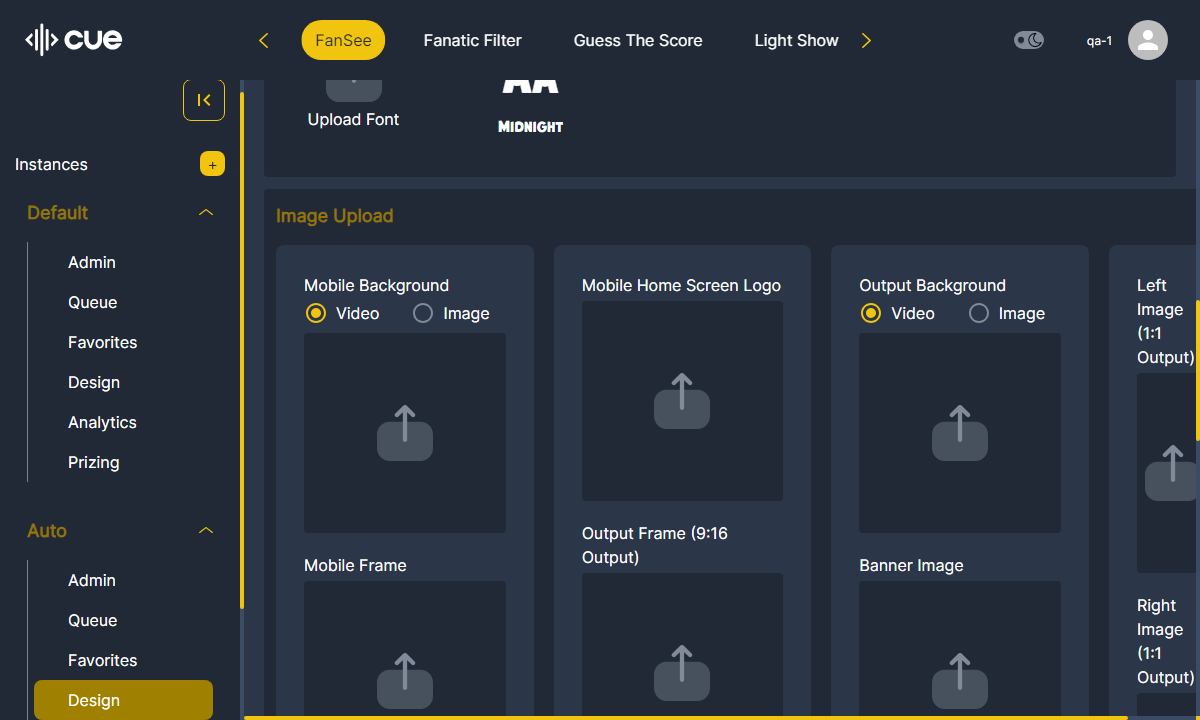 cue
FanSee
Fanatic Filter
Guess The Score
Light Show
qa-1
Upload Font
AA
MIDNIGHT
Instances
+
Default
Admin
Queue
Favorites
Design
Analytics
Prizing
Auto
Admin
Queue
Favorites
Design
Image Upload
Mobile Background
Video
Image
Mobile Frame
Mobile Home Screen Logo
Output Frame (9:16
Output)
Output Background
Video
Image
Banner Image
Left
Image
(1:1
Output)
Right
Image
(1:1
Output)